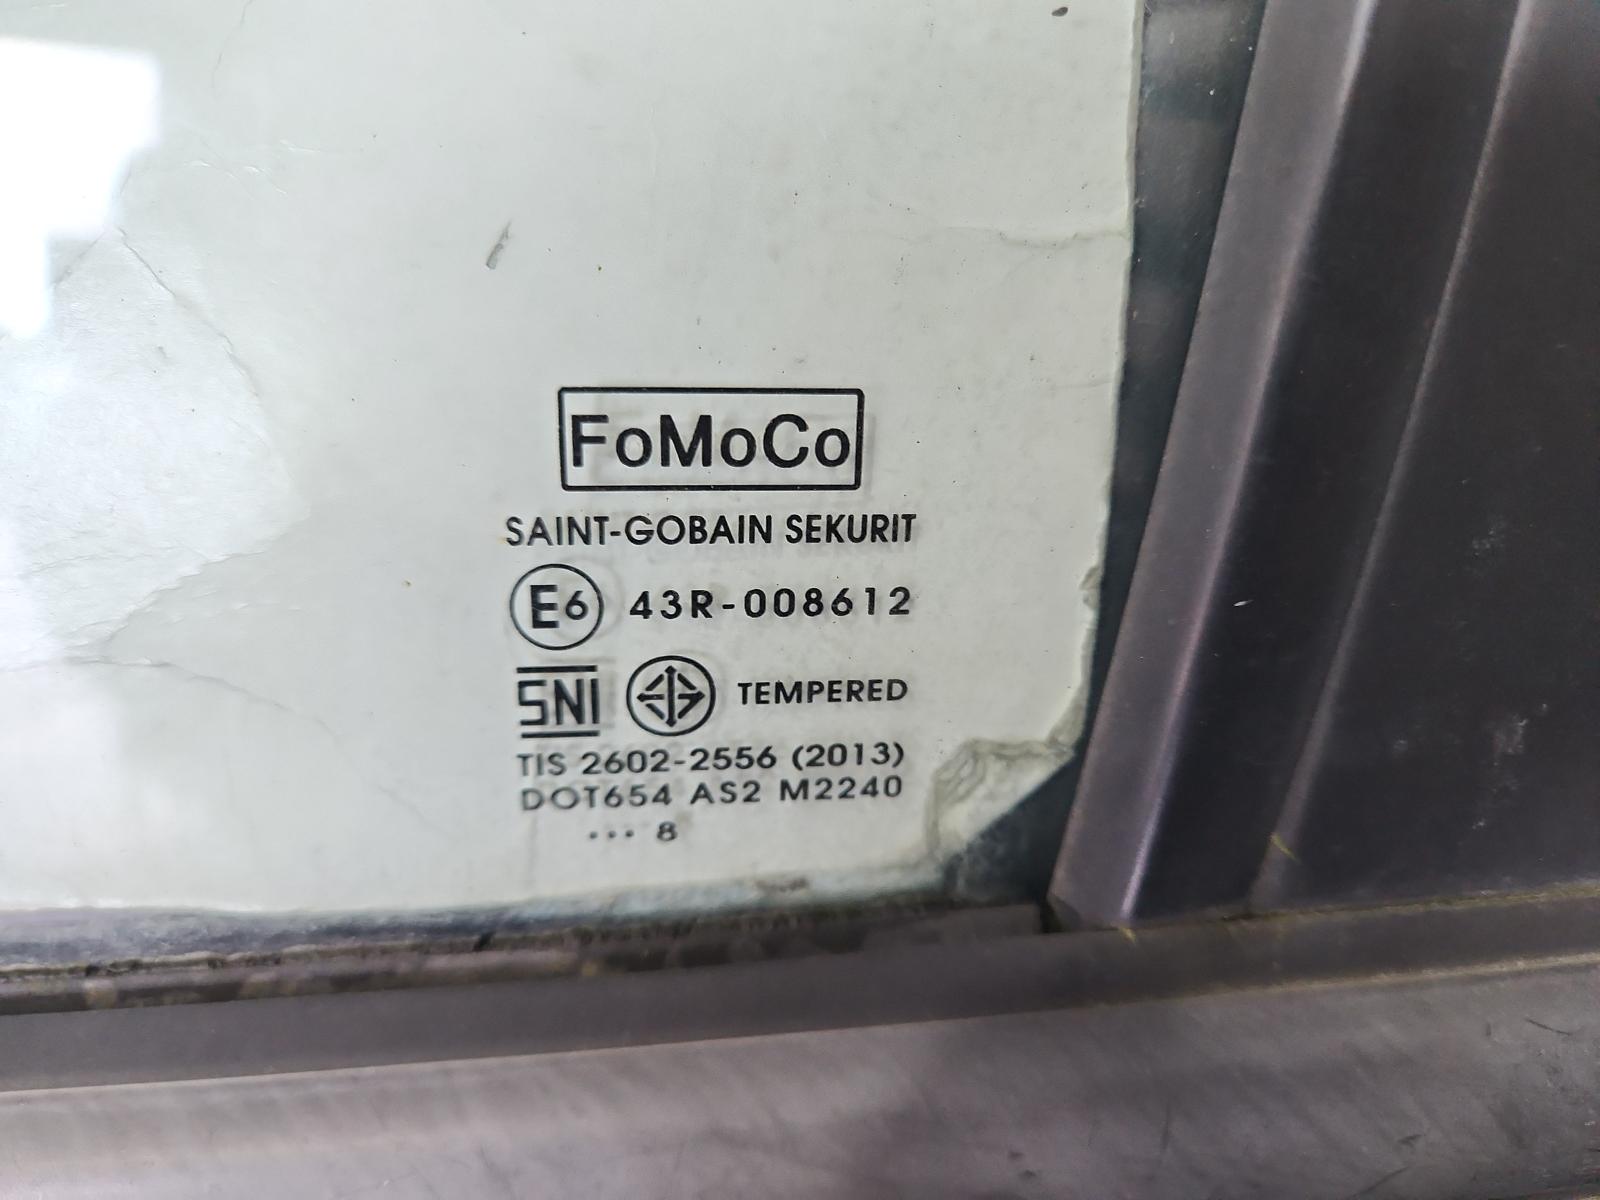 FoMoCo
SAINT-GOBAIN SEKURIT
E6 43R-008612
SNI TEMPERED
TIS 2602-2556 (2013)
DOT654 AS2 M2240
... 8